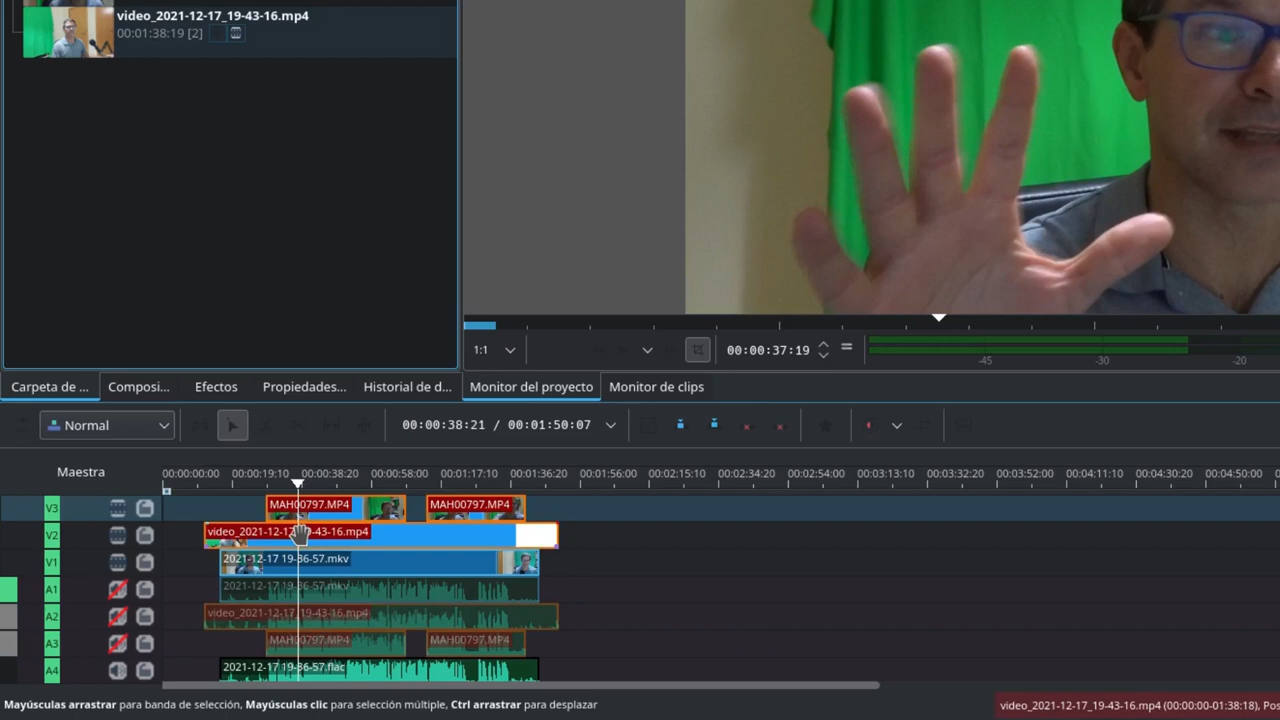 video_2021-12-17_19-43-16.mp4
00:01:38:19 [2]
1:1
00:00:37:19
-45 -30 -20
Carpeta de ... Composi... Efectos Propiedades... Historial de d... Monitor del proyecto Monitor de clips
Normal
00:00:38:21 / 00:01:50:07
Maestra
00:00:00:00 00:00:19:10 00:00:38:20 00:00:58:00 00:01:17:10 00:01:36:20 00:01:56:00 00:02:15:10 00:02:34:20 00:02:54:00 00:03:13:10 00:03:32:20 00:03:52:00 00:04:11:10 00:04:30:20 00:04:50:00
V3 MAH00797.MP4 MAH00797.MP4
V2 video_2021-12-17_19-43-16.mp4
V1 2021-12-17 19-36-57.mkv
A1 2021-12-17 19-36-57.mkv
A2 video_2021-12-17_19-43-16.mp4
A3 MAH00797.MP4 MAH00797.MP4
A4 2021-12-17 19-36-57.flac
Mayúsculas arrastrar para banda de selección, Mayúsculas clic para selección múltiple, Ctrl arrastrar para desplazar
video_2021-12-17_19-43-16.mp4 (00:00:00-01:38:18), Pos